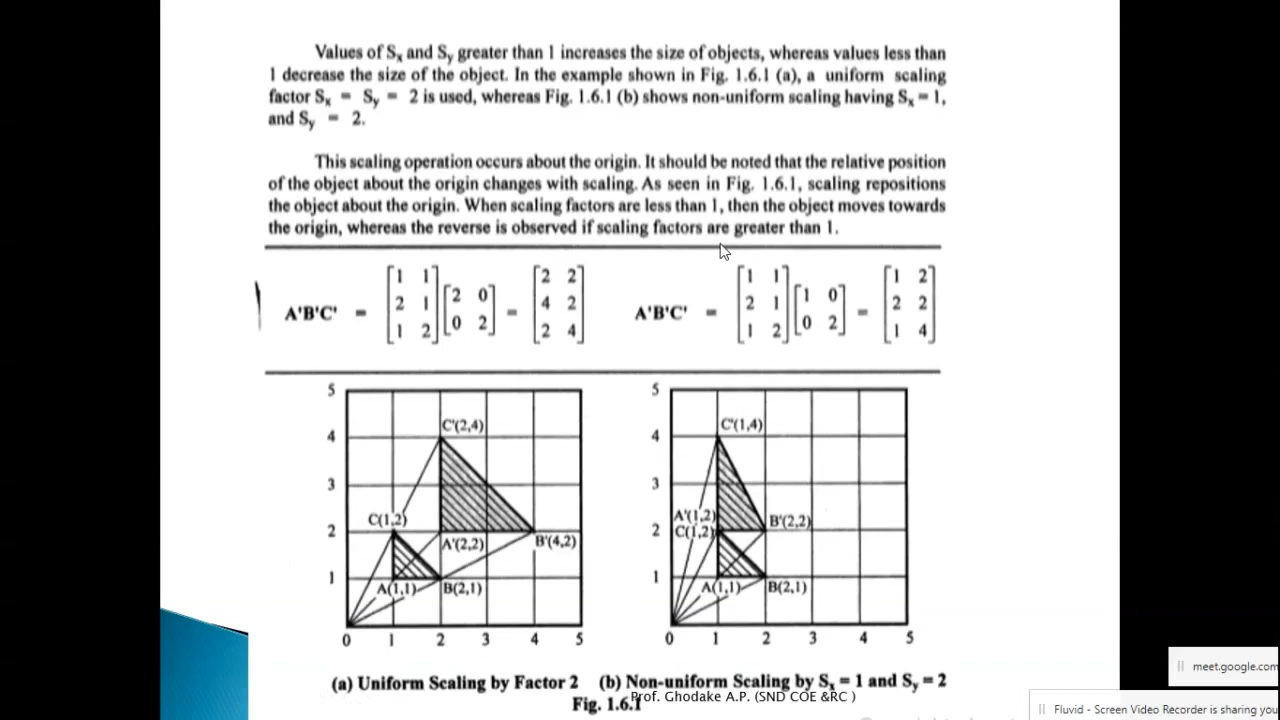 Values of Sx and Sy greater than 1 increases the size of objects, whereas values less than
1 decrease the size of the object. In the example shown in Fig. 1.6.1 (a), a uniform scaling
factor Sx = Sy = 2 is used, whereas Fig. 1.6.1 (b) shows non-uniform scaling having Sx = 1,
and Sy = 2.
This scaling operation occurs about the origin. It should be noted that the relative position
of the object about the origin changes with scaling. As seen in Fig. 1.6.1, scaling repositions
the object about the origin. When scaling factors are less than 1, then the object moves towards
the origin, whereas the reverse is observed if scaling factors are greater than 1.
1 1 2 2
2 1 2 0 4 2
A'B'C' = =
1 2 0 2 2 4
1 1 1 2
2 1 1 0 2 2
A'B'C' = =
1 2 0 2 1 4
5
4
3
2
1
C'(2,4)
C(1,2)
A'(2,2)
B'(4,2)
A(1,1)
B(2,1)
0 1 2 3 4 5
5
4
3
2
1
C'(1,4)
A'(1,2)
C(1,2)
B'(2,2)
A(1,1)
B(2,1)
0 1 2 3 4 5
(a) Uniform Scaling by Factor 2
(b) Non-uniform Scaling by Sx = 1 and Sy = 2
Fig. 1.6.1
Prof. Ghodake A.P. (SND COE &RC )
meet.google.com
Fluvid - Screen Video Recorder is sharing you